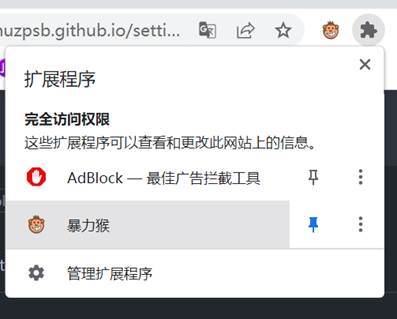 nuzpsb.github.io/setti...
扩展程序
完全访问权限
这些扩展程序可以查看和更改此网站上的信息。
AdBlock — 最佳广告拦截工具
暴力猴
管理扩展程序